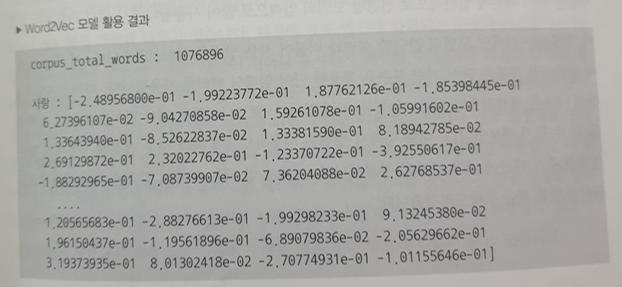 ▶ Word2Vec 모델 활용 결과
corpus_total_words : 1076896
사랑 : [-2.48956800e-01 -1.99223772e-01 1.87762126e-01 -1.85398445e-01
6.27396107e-02 -9.04270858e-02 1.59261078e-01 -1.05991602e-01
1.33643940e-01 -8.52622837e-02 1.33381590e-01 8.18942785e-02
2.69129872e-01 2.32022762e-01 -1.23370722e-01 -3.92550617e-01
-1.88292965e-01 -7.08739907e-02 7.36204088e-02 2.62768537e-01
....
1.20565683e-01 -2.88276613e-01 -1.99298233e-01 9.13245380e-02
1.96150437e-01 -1.19561896e-01 -6.89079836e-02 -2.05629662e-01
3.19373935e-01 8.01302418e-02 -2.70774931e-01 -1.01155646e-01]